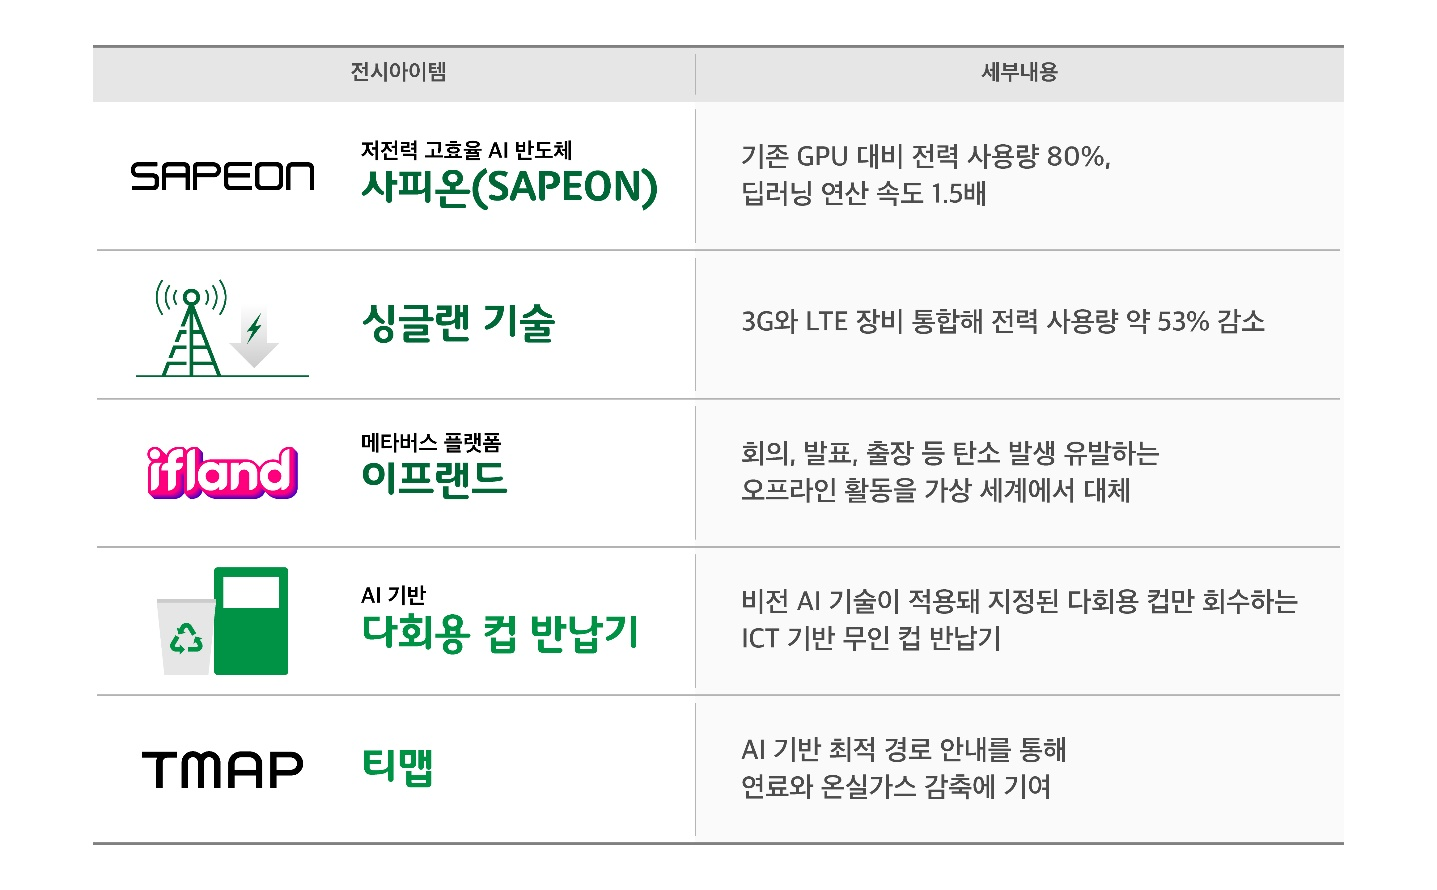 전시아이템
세부내용
SAPEON
저전력 고효율 AI 반도체
사피온(SAPEON)
기존 GPU 대비 전력 사용량 80%,
딥러닝 연산 속도 1.5배
싱글랜 기술
3G와 LTE 장비 통합해 전력 사용량 약 53% 감소
ifland
메타버스 플랫폼
이프랜드
회의, 발표, 출장 등 탄소 발생 유발하는
오프라인 활동을 가상 세계에서 대체
AI 기반
다회용 컵 반납기
비전 AI 기술이 적용돼 지정된 다회용 컵만 회수하는
ICT 기반 무인 컵 반납기
TMAP
티맵
AI 기반 최적 경로 안내를 통해
연료와 온실가스 감축에 기여